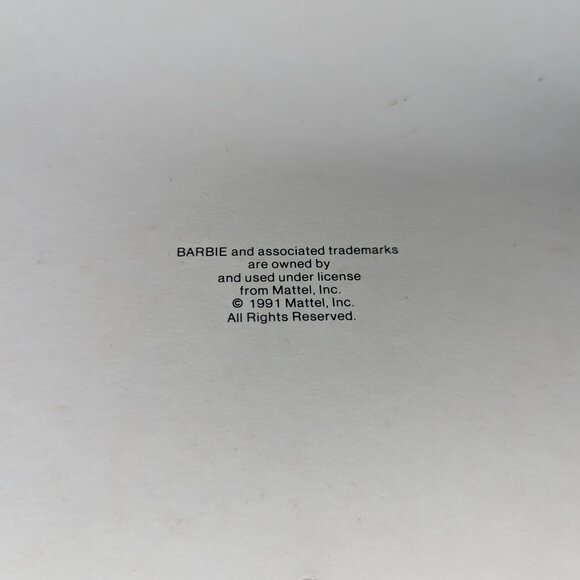 BARBIE and associated trademarks
are owned by
and used under license
from Mattel, Inc.
© 1991 Mattel, Inc.
All Rights Reserved.